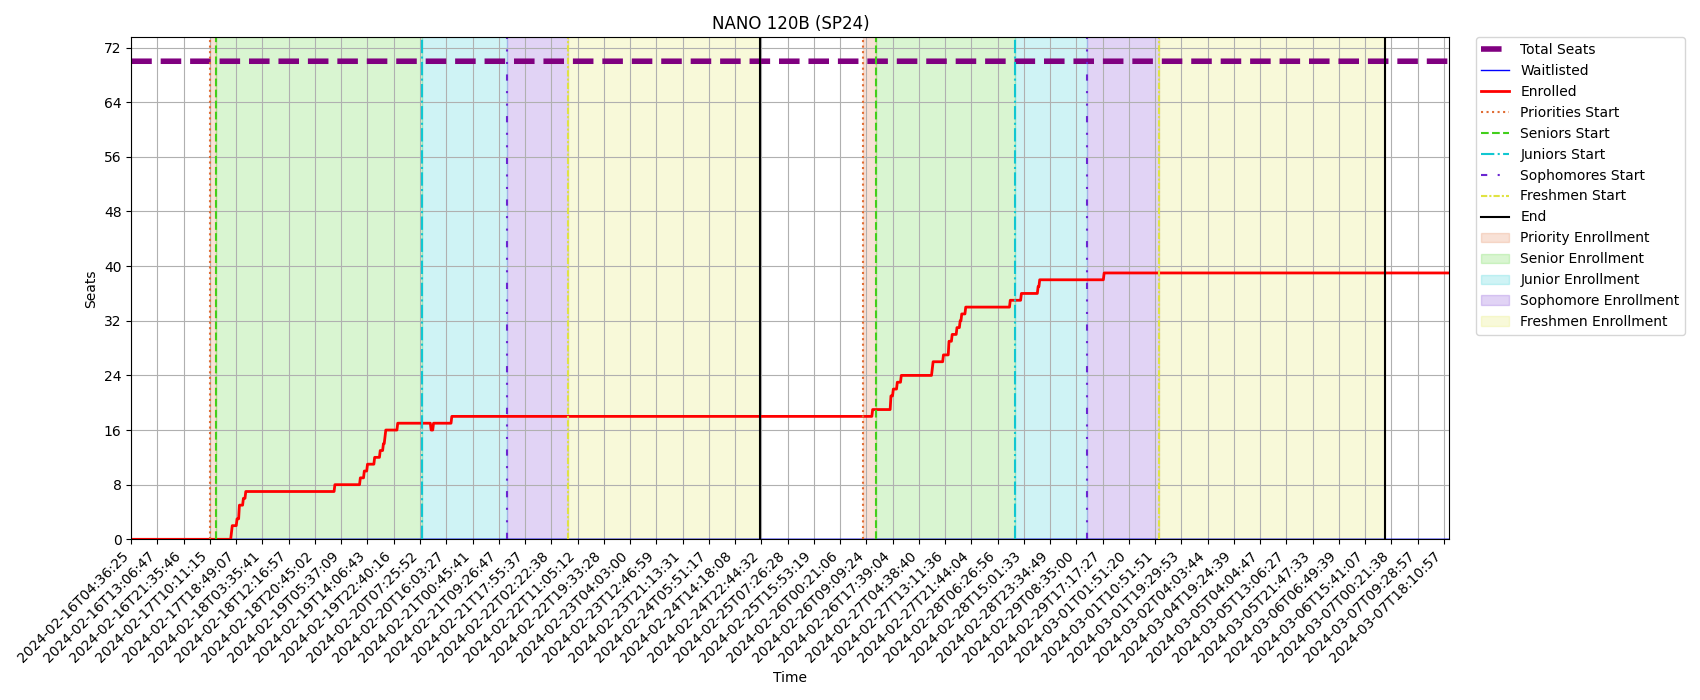 NANO 120B (SP24)
72
64
56
48
40
32
24
16
8
0
Seats
2024-02-16T04:36:25
2024-02-16T13:06:47
2024-02-16T21:35:46
2024-02-17T10:11:15
2024-02-17T18:49:07
2024-02-18T03:35:41
2024-02-18T12:16:57
2024-02-18T20:45:02
2024-02-19T05:37:09
2024-02-19T14:06:43
2024-02-19T22:40:16
2024-02-20T07:25:52
2024-02-20T16:03:27
2024-02-21T00:45:41
2024-02-21T09:26:47
2024-02-21T17:55:37
2024-02-22T02:22:38
2024-02-22T11:05:12
2024-02-22T19:33:28
2024-02-23T04:03:00
2024-02-23T12:46:59
2024-02-23T21:13:31
2024-02-24T05:51:17
2024-02-24T14:18:08
2024-02-24T22:44:32
2024-02-25T07:26:28
2024-02-25T15:53:19
2024-02-26T00:21:06
2024-02-26T09:09:24
2024-02-26T17:39:04
2024-02-27T04:38:40
2024-02-27T13:11:36
2024-02-27T21:44:04
2024-02-28T06:26:56
2024-02-28T15:01:33
2024-02-28T23:34:49
2024-02-29T08:35:00
2024-02-29T17:17:27
2024-03-01T01:51:20
2024-03-01T10:51:51
2024-03-01T19:29:53
2024-03-02T04:03:44
2024-03-04T19:24:39
2024-03-05T04:04:47
2024-03-05T13:06:27
2024-03-05T21:47:33
2024-03-06T06:49:39
2024-03-06T15:41:07
2024-03-07T00:21:38
2024-03-07T09:28:57
2024-03-07T18:10:57
Time
Total Seats
Waitlisted
Enrolled
Priorities Start
Seniors Start
Juniors Start
Sophomores Start
Freshmen Start
End
Priority Enrollment
Senior Enrollment
Junior Enrollment
Sophomore Enrollment
Freshmen Enrollment